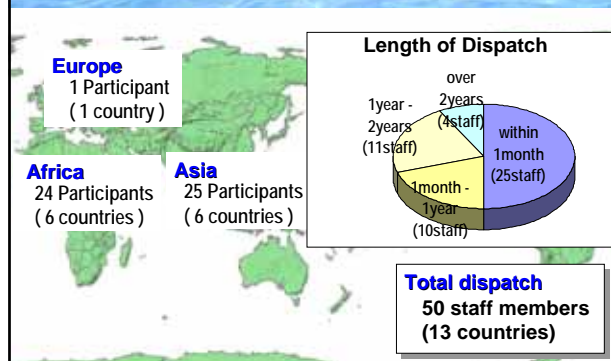 Europe
1 Participant
( 1 country )
Africa
24 Participants
( 6 countries )
Asia
25 Participants
( 6 countries )
Length of Dispatch
over
2years
(4staff)
1year -
2years
(11staff)
within
1month
(25staff)
1month -
1year
(10staff)
Total dispatch
50 staff members
(13 countries)